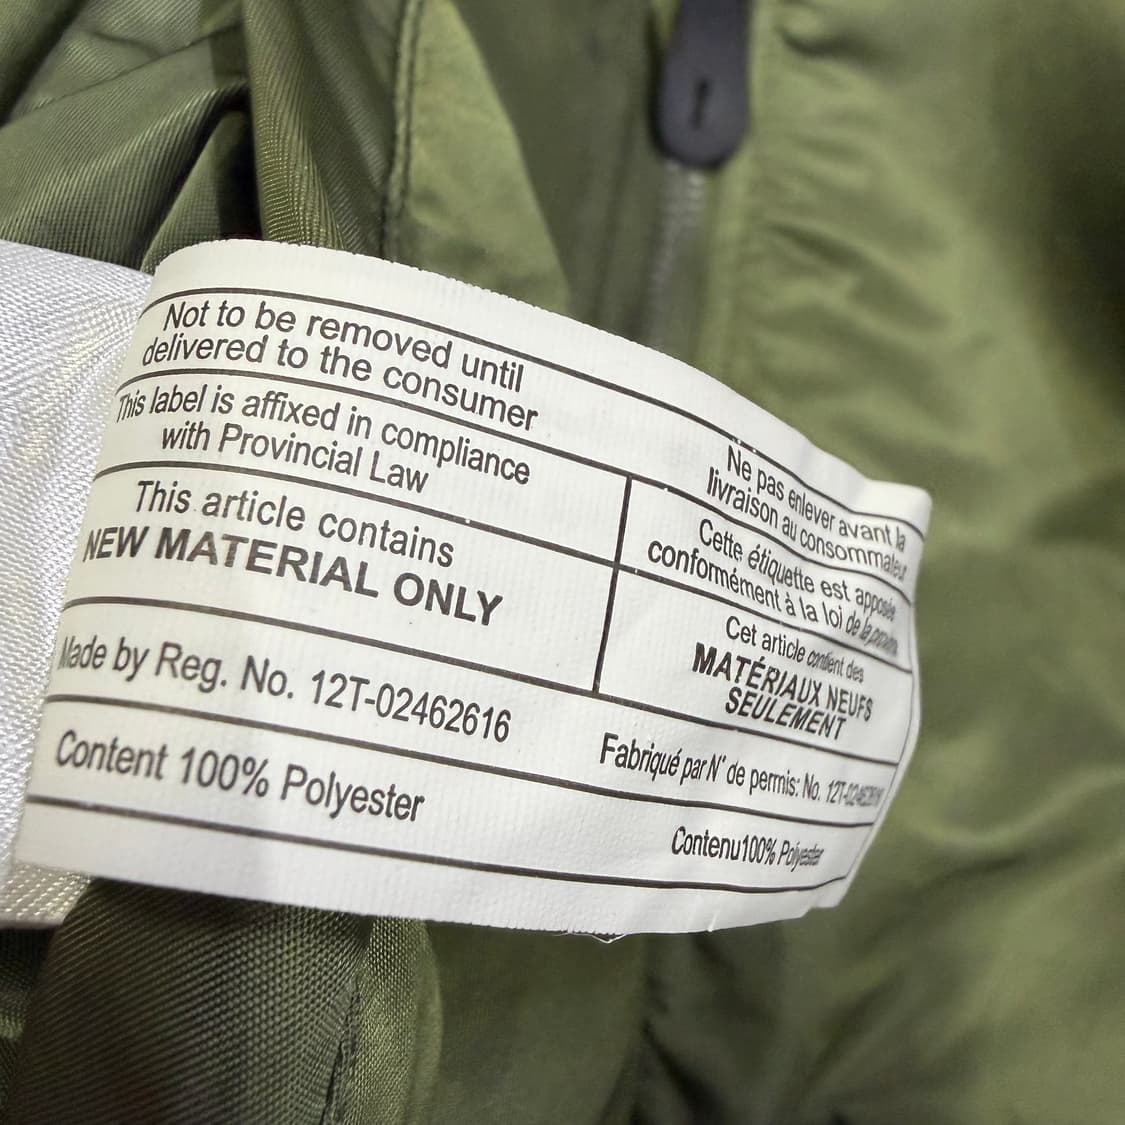 Not to be removed until
delivered to the consumer
This label is affixed in compliance
with Provincial Law
This article contains
NEW MATERIAL ONLY
Made by Reg. No. 12T-02462616
Content 100% Polyester
Ne pas enlever avant la
livraison au consommateur
Cette étiquette est apposée
conformément à la loi de la
Cet article contient des
MATÉRIAUX NEUFS
SEULEMENT
Fabriqué par N° de permis: No.
Contenu100% Polyester